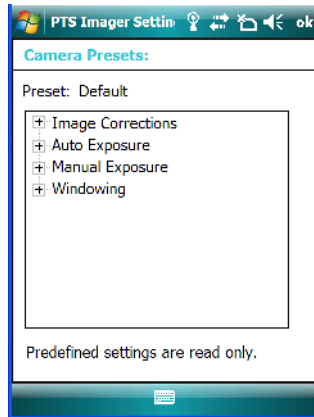 PTS Imager Settin ok
Camera Presets:
Preset: Default
Image Corrections
Auto Exposure
Manual Exposure
Windowing
Predefined settings are read only.